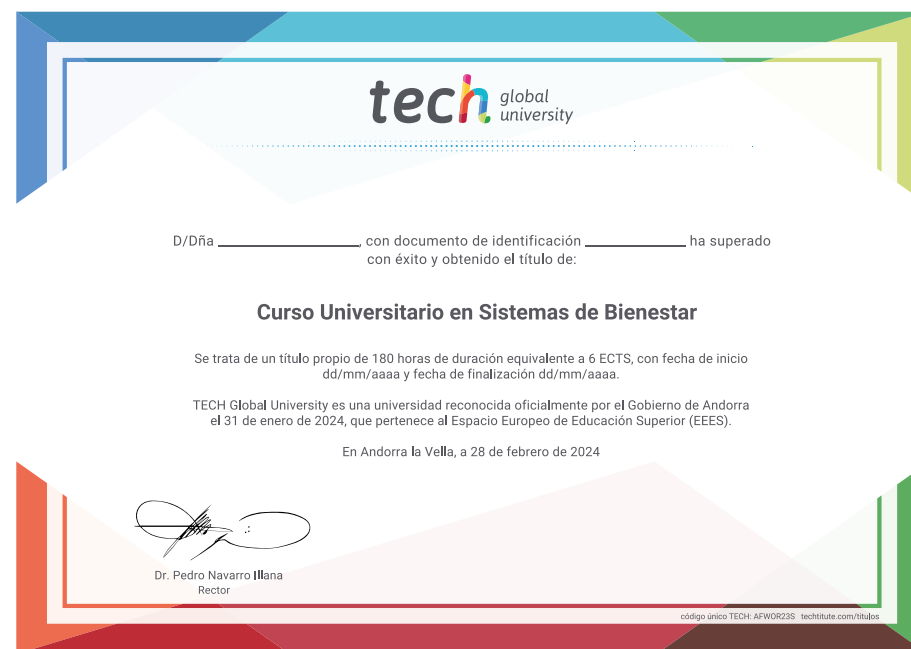 tech global
university
D/Dña ______________, con documento de identificación ______________ ha superado
con éxito y obtenido el título de:
Curso Universitario en Sistemas de Bienestar
Se trata de un título propio de 180 horas de duración equivalente a 6 ECTS, con fecha de inicio
dd/mm/aaaa y fecha de finalización dd/mm/aaaa.
TECH Global University es una universidad reconocida oficialmente por el Gobierno de Andorra
el 31 de enero de 2024, que pertenece al Espacio Europeo de Educación Superior (EEES).
En Andorra la Vella, a 28 de febrero de 2024
Dr. Pedro Navarro Illana
Rector
código único TECH: AFWOR23S techtitute.com/titulos